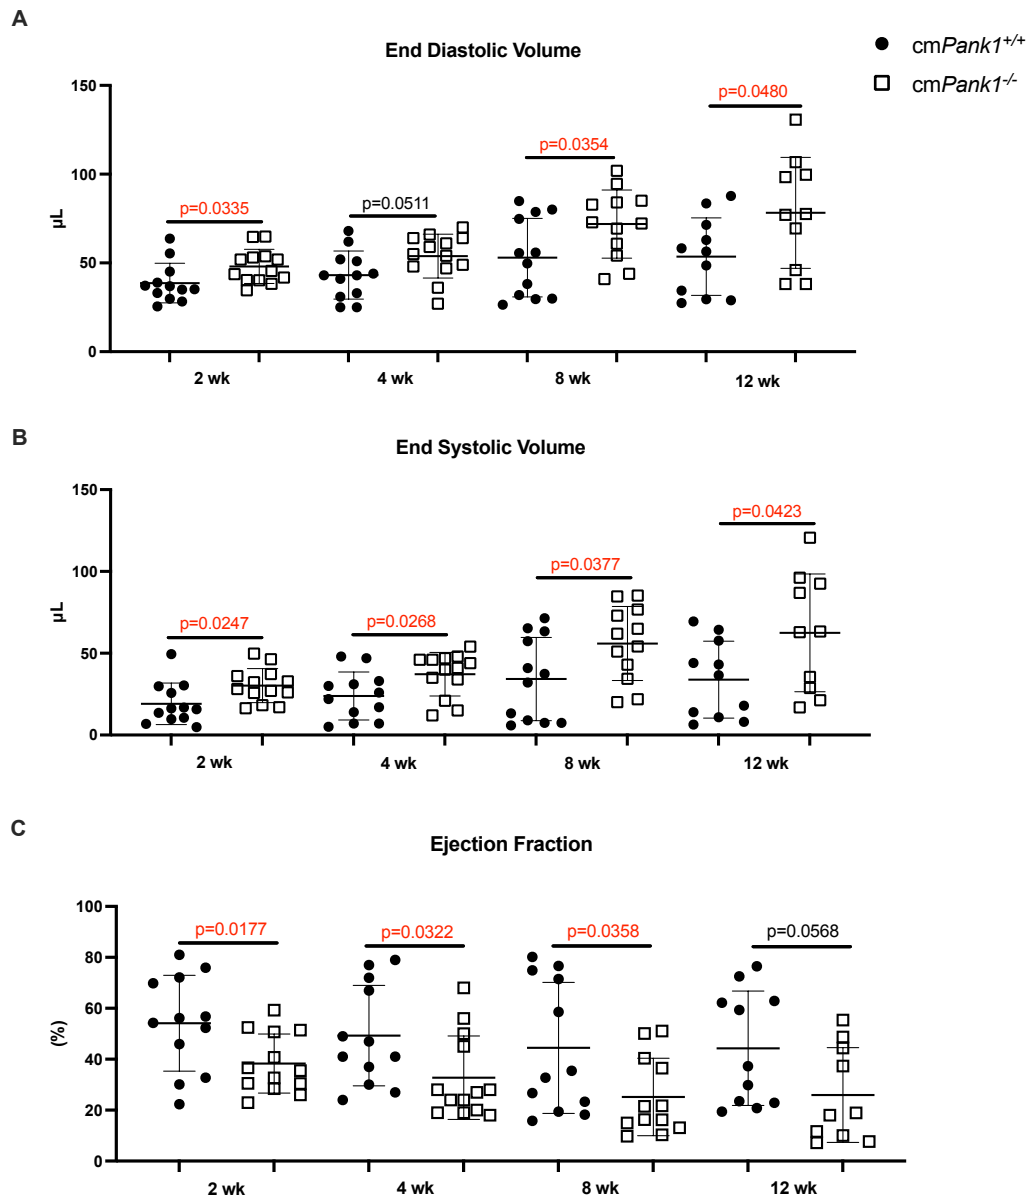 A
End Diastolic Volume
cmPank1+/+
cmPank1-/-
150
100
50
0
µL
p=0.0335
p=0.0511
p=0.0354
p=0.0480
2 wk
4 wk
8 wk
12 wk
B
End Systolic Volume
150
100
50
0
µL
p=0.0247
p=0.0268
p=0.0377
p=0.0423
2 wk
4 wk
8 wk
12 wk
C
Ejection Fraction
100
80
60
40
20
0
(%)
p=0.0177
p=0.0322
p=0.0358
p=0.0568
2 wk
4 wk
8 wk
12 wk